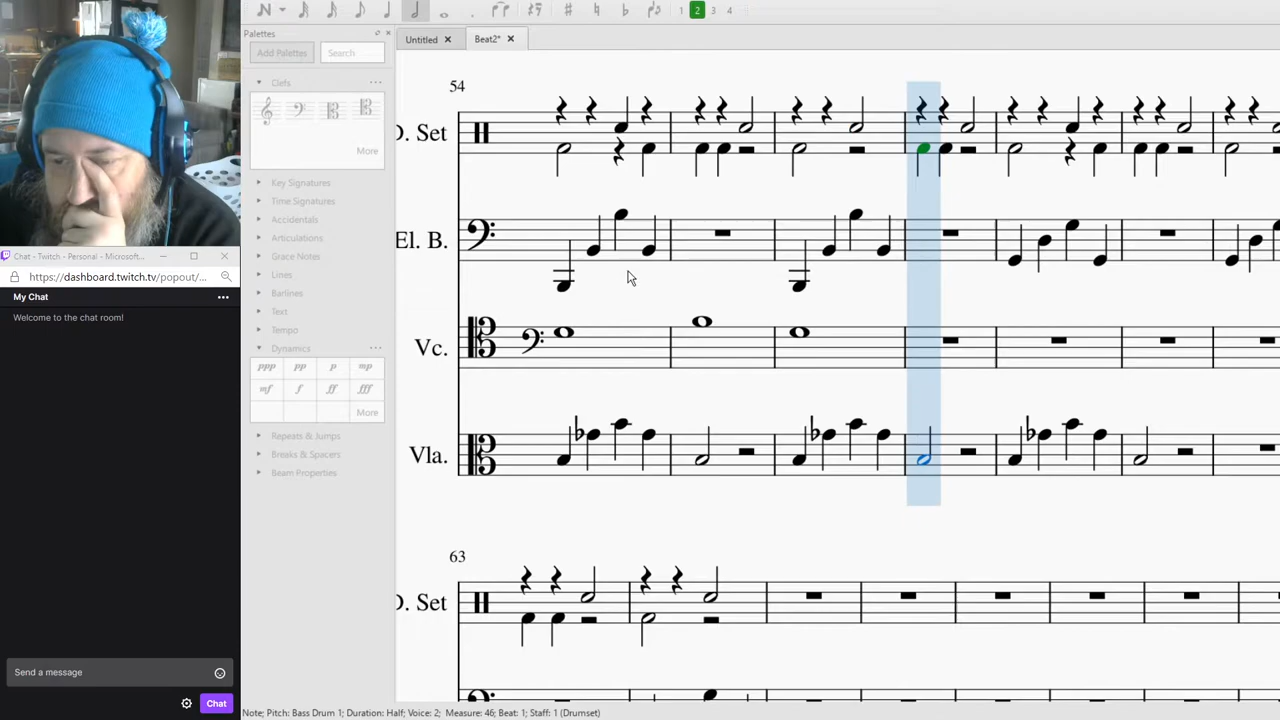 1 2 3 4
Palettes
Add Palettes
Search
Clefs
More
Key Signatures
Time Signatures
Accidentals
Articulations
Grace Notes
Lines
Barlines
Text
Tempo
Dynamics
ppp pp p mp
mf f ff fff
More
Repeats & Jumps
Breaks & Spacers
Beam Properties
Untitled
Beat2*
54
D. Set
El. B.
Vc.
Vla.
63
D. Set
Chat - Twitch - Personal - Microsoft...
https://dashboard.twitch.tv/popout/...
My Chat
Welcome to the chat room!
Send a message
Chat
Note; Pitch: Bass Drum 1; Duration: Half; Voice: 2; Measure: 46; Beat: 1; Staff: 1 (Drumset)